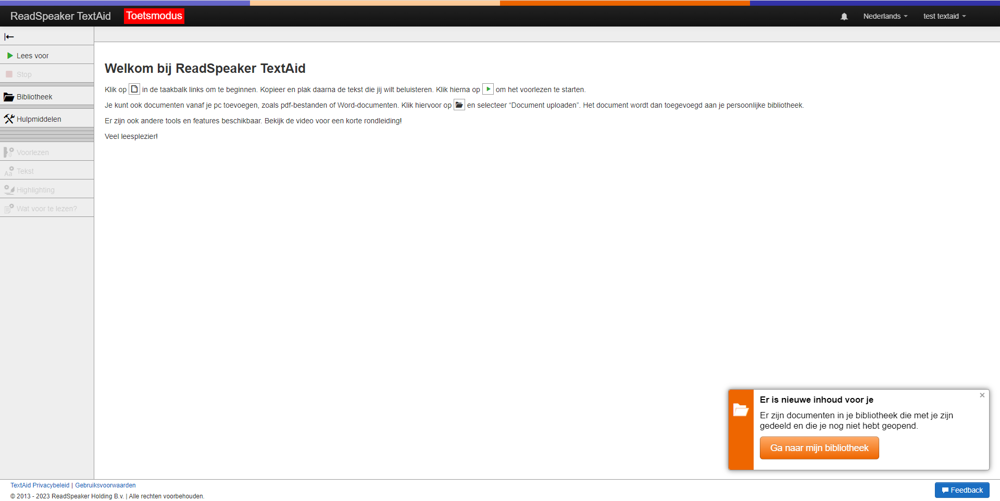 ReadSpeaker TextAid Toetsmodus Nederlands test textaid
Lees voor
Stop
Bibliotheek
Hulpmiddelen
Voorlezen
Aa Tekst
Highlighting
Wat voor te lezen?
Welkom bij ReadSpeaker TextAid
Klik op in de taakbalk links om te beginnen. Kopieer en plak daarna de tekst die jij wilt beluisteren. Klik hierna op om het voorlezen te starten.
Je kunt ook documenten vanaf je pc toevoegen, zoals pdf-bestanden of Word-documenten. Klik hiervoor op en selecteer “Document uploaden”. Het document wordt dan toegevoegd aan je persoonlijke bibliotheek.
Er zijn ook andere tools en features beschikbaar. Bekijk de video voor een korte rondleiding!
Veel leesplezier!
Er is nieuwe inhoud voor je
Er zijn documenten in je bibliotheek die met je zijn
gedeeld en die je nog niet hebt geopend.
Ga naar mijn bibliotheek
TextAid Privacybeleid | Gebruiksvoorwaarden
© 2013 - 2023 ReadSpeaker Holding B.v. | Alle rechten voorbehouden.
Feedback